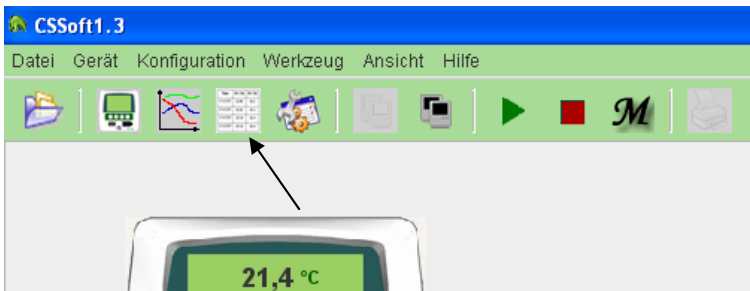 CSSoft1.3
Datei Gerät Konfiguration Werkzeug Ansicht Hilfe
M
21,4 °C